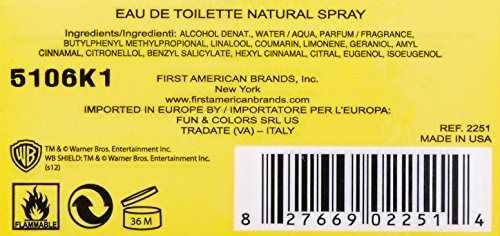 EAU DE TOILETTE NATURAL SPRAY
Ingredients/Ingredienti: ALCOHOL DENAT., WATER / AQUA, PARFUM / FRAGRANCE,
BUTYLPHENYL METHYLPROPIONAL, LINALOOL, COUMARIN, LIMONENE, GERANIOL, AMYL
CINNAMAL, CITRONELLOL, BENZYL SALICYLATE, HEXYL CINNAMAL, CITRAL, EUGENOL, ISOEUGENOL.
5106K1
FIRST AMERICAN BRANDS, Inc.
New York
www.firstamericanbrands.com
IMPORTED IN EUROPE BY / IMPORTATORE PER L'EUROPA:
FUN & COLORS SRL US
TRADATE (VA) – ITALY
REF. 2251
MADE IN USA
WB
TM & © Warner Bros. Entertainment Inc.
WB SHIELD: TM & © Warner Bros. Entertainment Inc.
(s12)
FLAMMABLE
36 M
8 27669 02251 4